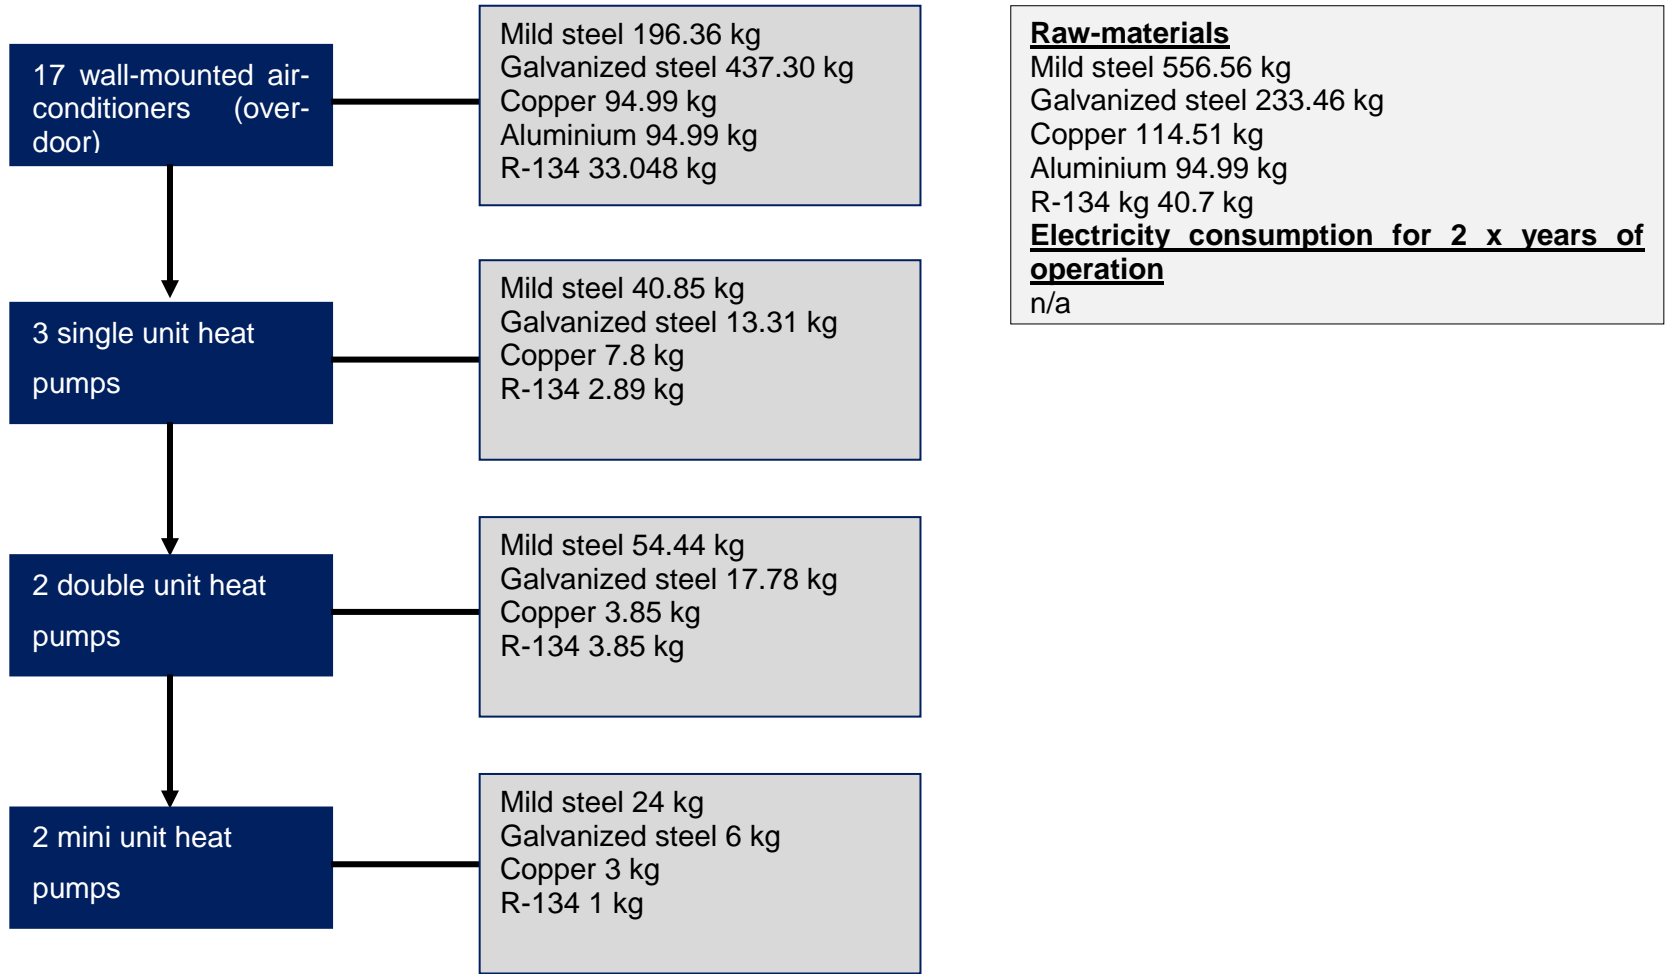 17 wall-mounted air-
conditioners (over-
door)
Mild steel 196.36 kg
Galvanized steel 437.30 kg
Copper 94.99 kg
Aluminium 94.99 kg
R-134 33.048 kg
Raw-materials
Mild steel 556.56 kg
Galvanized steel 233.46 kg
Copper 114.51 kg
Aluminium 94.99 kg
R-134 kg 40.7 kg
Electricity consumption for 2 x years of
operation
n/a
3 single unit heat
pumps
Mild steel 40.85 kg
Galvanized steel 13.31 kg
Copper 7.8 kg
R-134 2.89 kg
2 double unit heat
pumps
Mild steel 54.44 kg
Galvanized steel 17.78 kg
Copper 3.85 kg
R-134 3.85 kg
2 mini unit heat
pumps
Mild steel 24 kg
Galvanized steel 6 kg
Copper 3 kg
R-134 1 kg